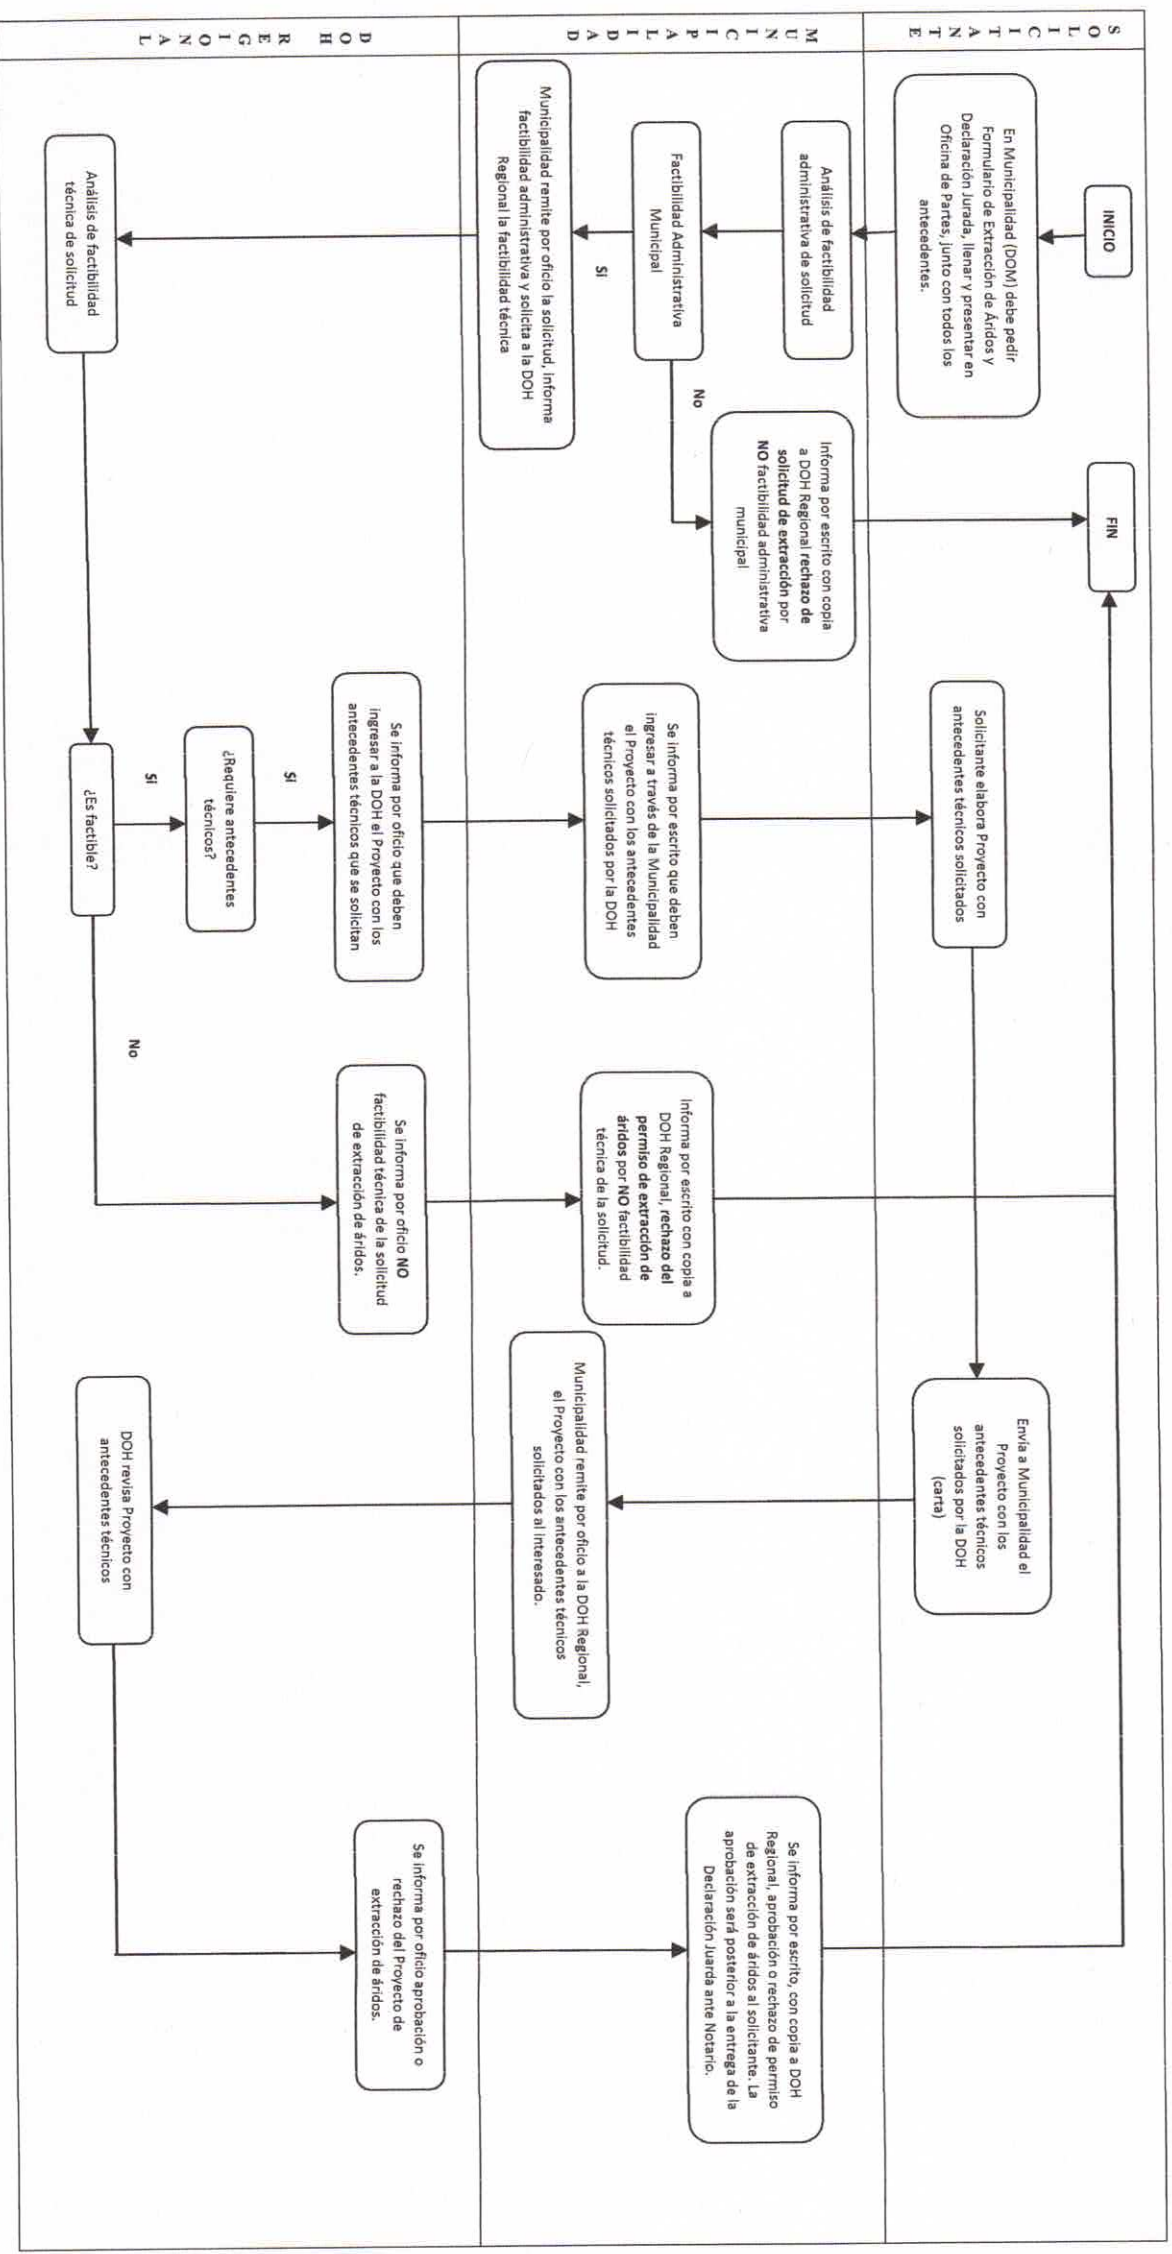 SOLICITANTE
INICIO
En Municipalidad (DOM) debe pedir
Formulario de Extracción de Áridos y
Declaración Jurada, llenar y presentar en
Oficina de Partes, junto con todos los
antecedentes.
FIN
Solicitante elabora Proyecto con
antecedentes técnicos solicitados
Envía a Municipalidad el
Proyecto con los
antecedentes técnicos
solicitados por la DOH
(carta)
MUNICIPALIDAD
Análisis de factibilidad
administrativa de solicitud
Factibilidad Administrativa
Municipal
No
SÍ
Municipalidad remite por oficio la solicitud, informa
factibilidad administrativa y solicita a la DOH
Regional la factibilidad técnica
Informa por escrito con copia
a DOH Regional rechazo de
solicitud de extracción por
NO factibilidad administrativa
municipal
Se informa por escrito que deben
ingresar a través de la Municipalidad
el Proyecto con los antecedentes
técnicos solicitados por la DOH
Informa por escrito con copia a
DOH Regional, rechazo del
permiso de extracción de
áridos por NO factibilidad
técnica de la solicitud.
Municipalidad remite por oficio a la DOH Regional,
el Proyecto con los antecedentes técnicos
solicitados al interesado.
Se informa por escrito, con copia a DOH
Regional, aprobación o rechazo de permiso
de extracción de áridos al solicitante. La
aprobación será posterior a la entrega de la
Declaración Juarda ante Notario.
DOH REGIONAL
Análisis de factibilidad
técnica de solicitud
¿Es factible?
SÍ
¿Requiere antecedentes
técnicos?
SÍ
Se informa por oficio que deben
ingresar a la DOH el Proyecto con los
antecedentes técnicos que se solicitan
No
Se informa por oficio NO
factibilidad técnica de la solicitud
de extracción de áridos.
DOH revisa Proyecto con
antecedentes técnicos
Se informa por oficio aprobación o
rechazo del Proyecto de
extracción de áridos.